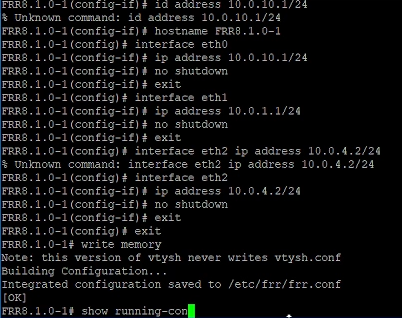 FRR8.1.0-1(config-if)# id address 10.0.10.1/24
% Unknown command: id address 10.0.10.1/24
FRR8.1.0-1(config-if)# hostname FRR8.1.0-1
FRR8.1.0-1(config)# interface eth0
FRR8.1.0-1(config-if)# ip address 10.0.10.1/24
FRR8.1.0-1(config-if)# no shutdown
FRR8.1.0-1(config-if)# exit
FRR8.1.0-1(config)# interface eth1
FRR8.1.0-1(config-if)# ip address 10.0.1.1/24
FRR8.1.0-1(config-if)# no shutdown
FRR8.1.0-1(config-if)# exit
FRR8.1.0-1(config)# interface eth2 ip address 10.0.4.2/24
% Unknown command: interface eth2 ip address 10.0.4.2/24
FRR8.1.0-1(config)# interface eth2
FRR8.1.0-1(config-if)# ip address 10.0.4.2/24
FRR8.1.0-1(config-if)# no shutdown
FRR8.1.0-1(config-if)# exit
FRR8.1.0-1(config)# exit
FRR8.1.0-1# write memory
Note: this version of vtysh never writes vtysh.conf
Building Configuration...
Integrated configuration saved to /etc/frr/frr.conf
[OK]
FRR8.1.0-1# show running-con